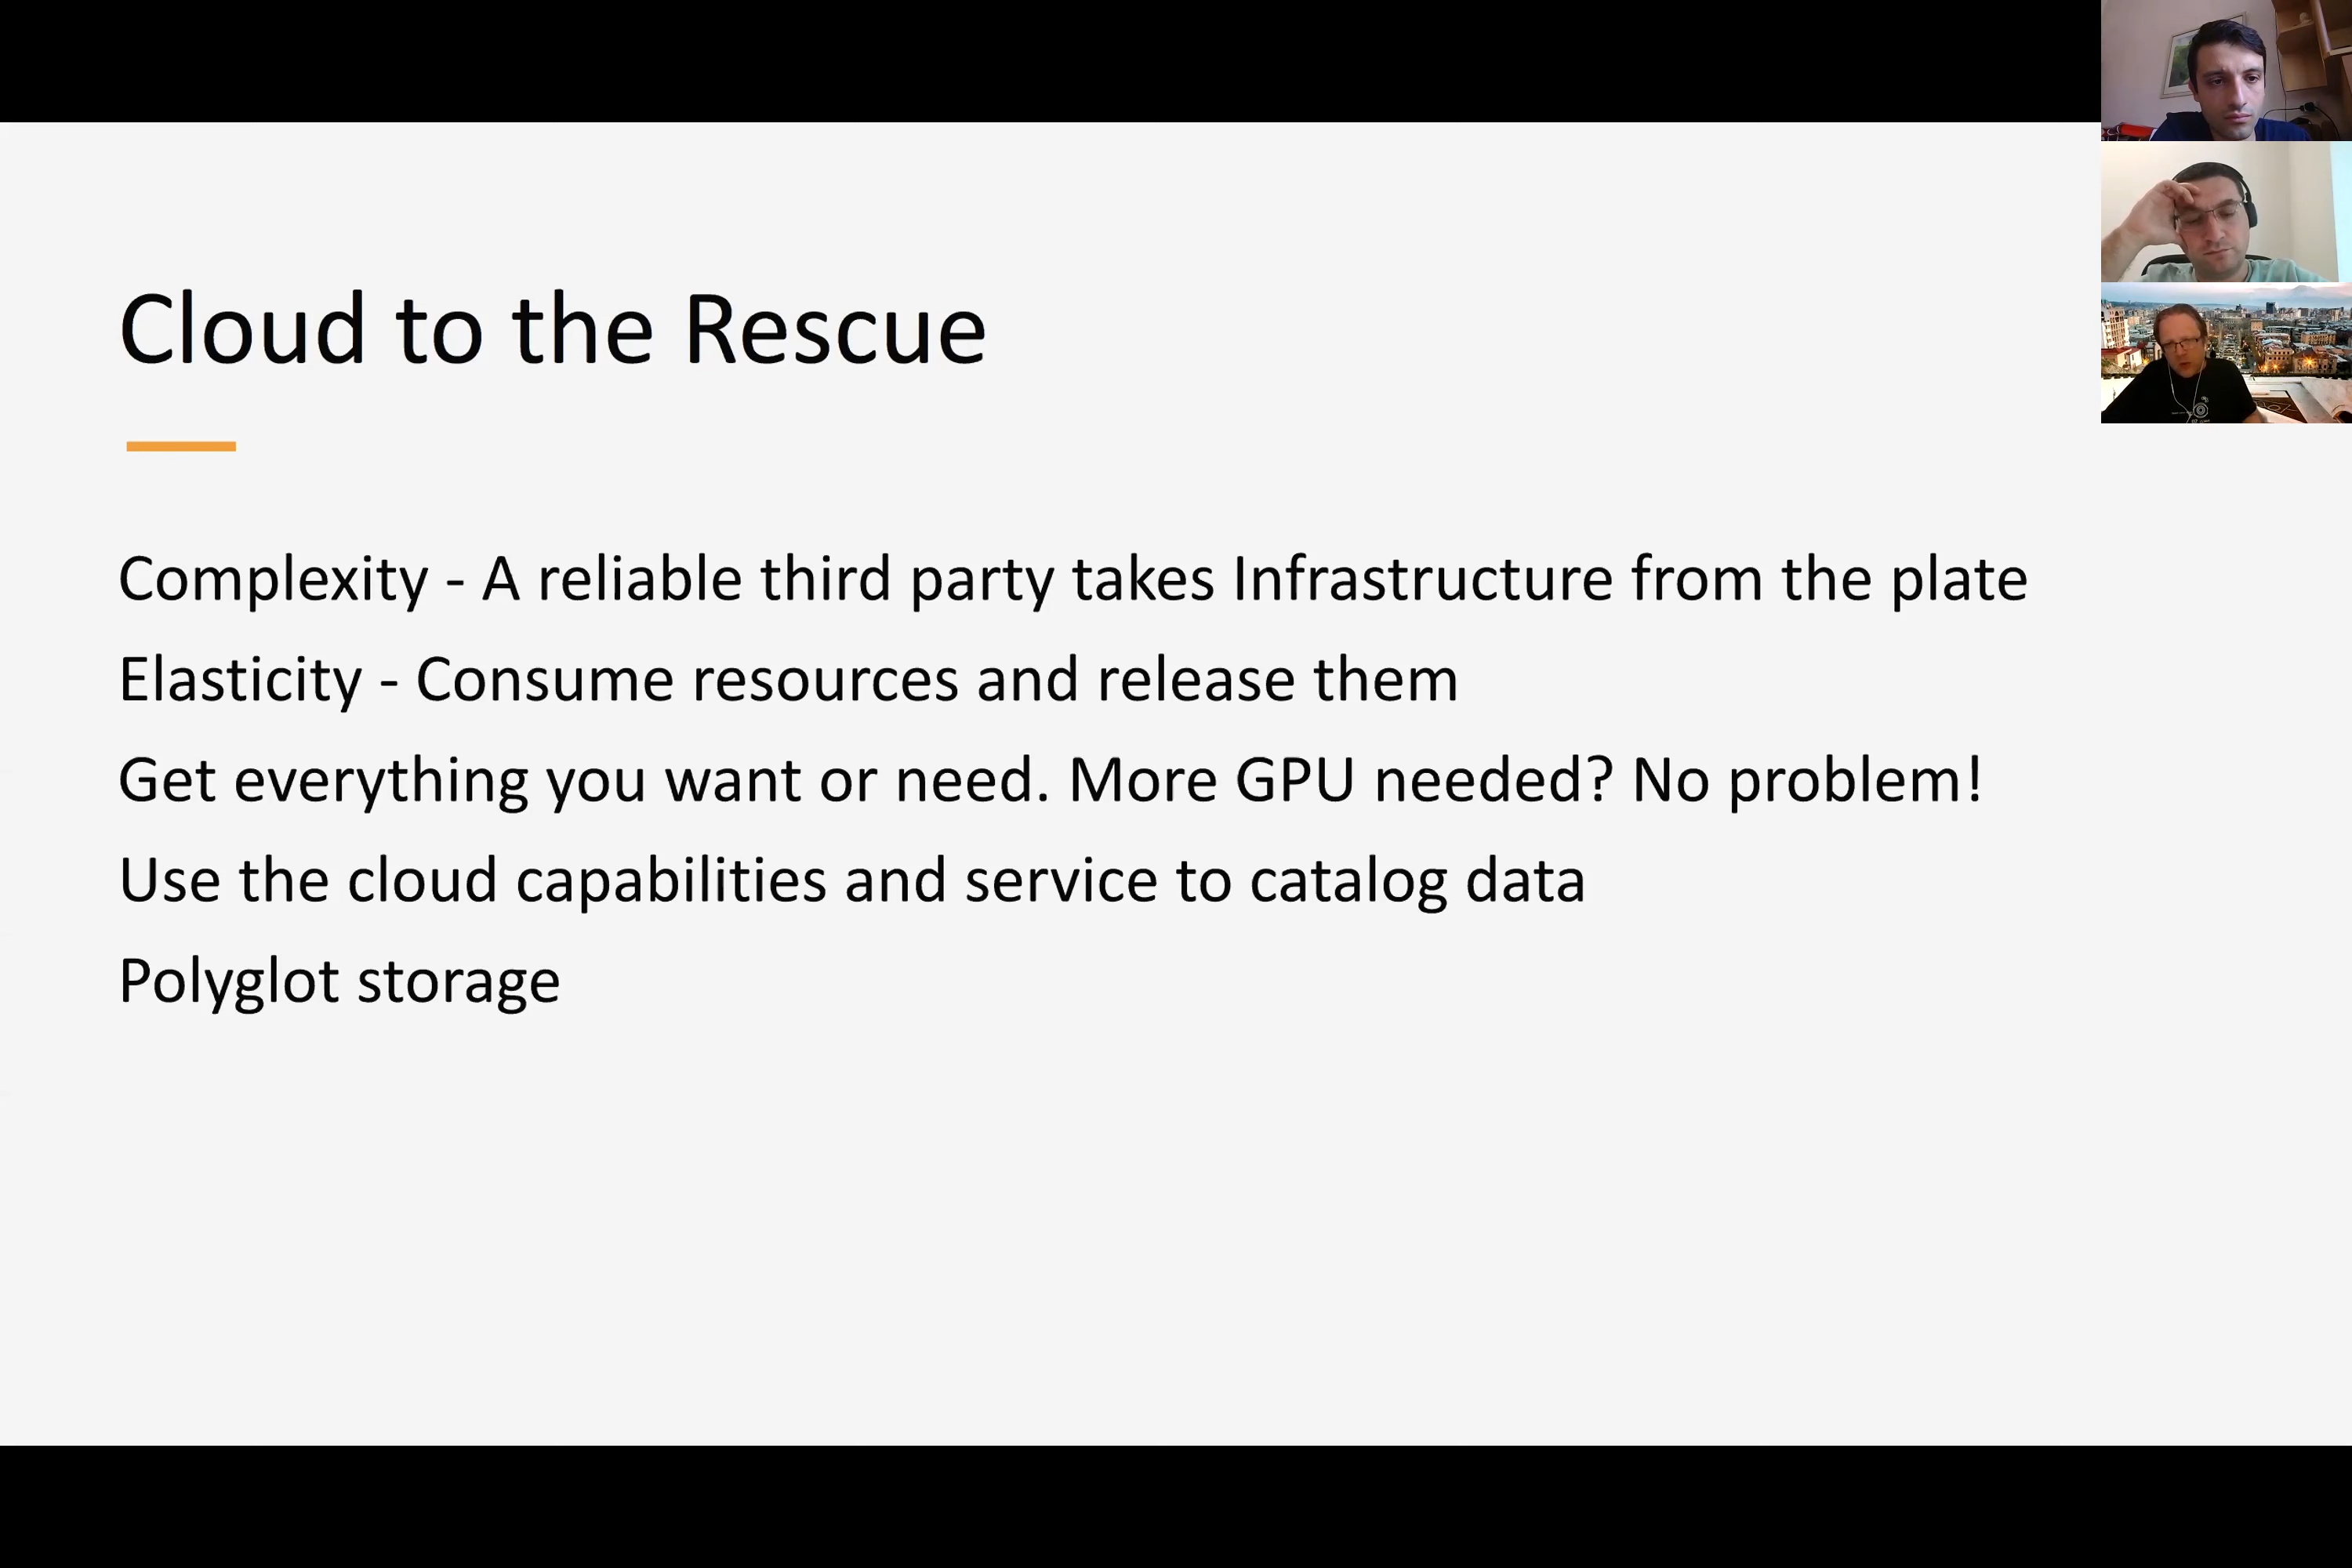 Cloud to the Rescue
Complexity - A reliable third party takes Infrastructure from the plate
Elasticity - Consume resources and release them
Get everything you want or need. More GPU needed? No problem!
Use the cloud capabilities and service to catalog data
Polyglot storage